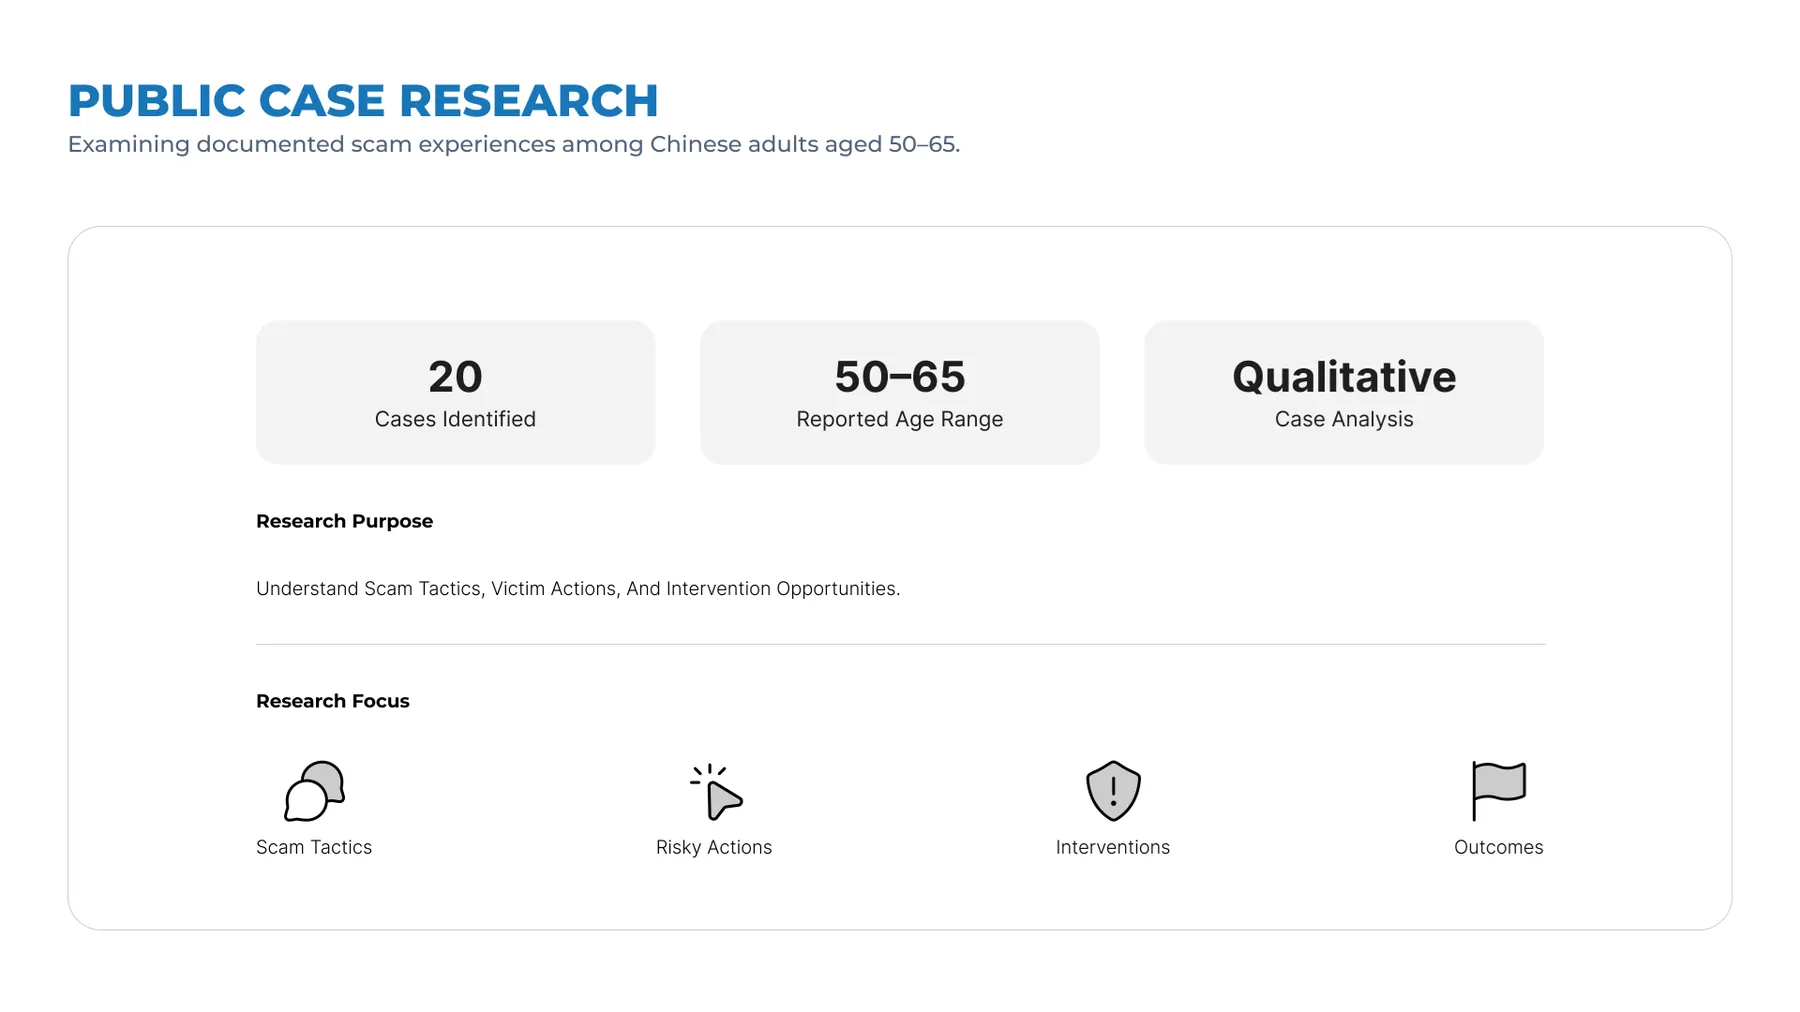 PUBLIC CASE RESEARCH
Examining documented scam experiences among Chinese adults aged 50–65.
20
Cases Identified
50–65
Reported Age Range
Qualitative
Case Analysis
Research Purpose
Understand Scam Tactics, Victim Actions, And Intervention Opportunities.
Research Focus
Scam Tactics
Risky Actions
Interventions
Outcomes